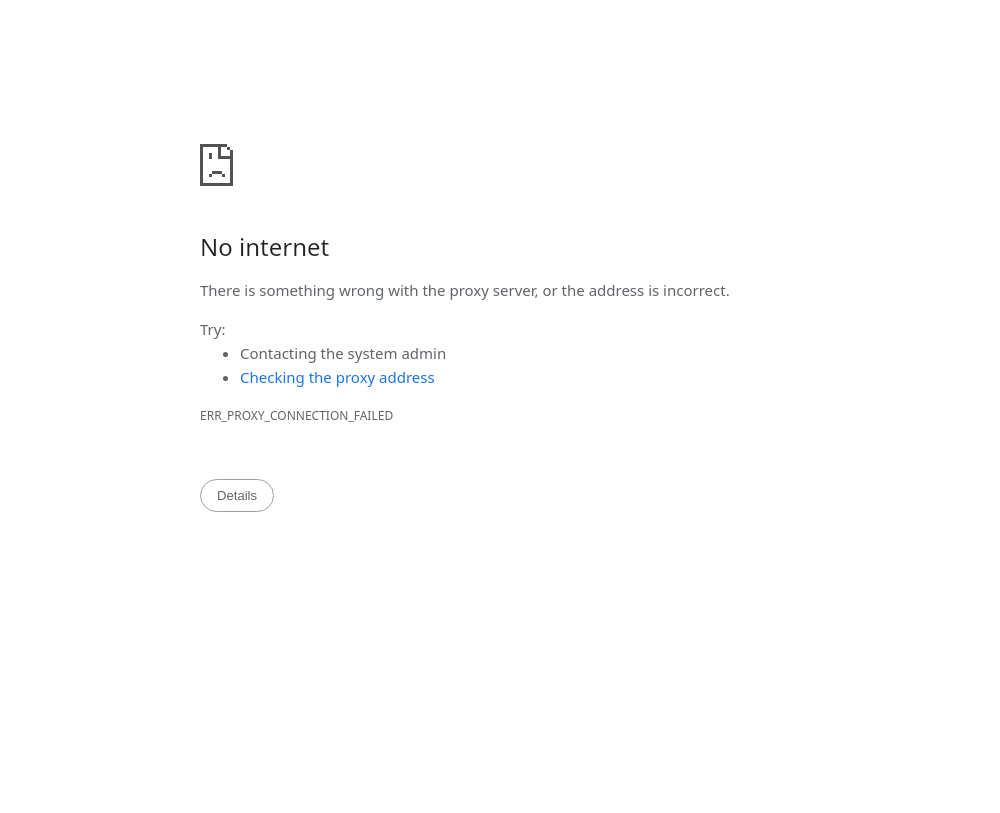 No internet
There is something wrong with the proxy server, or the address is incorrect.
Try:
Contacting the system admin
Checking the proxy address
ERR_PROXY_CONNECTION_FAILED
Details